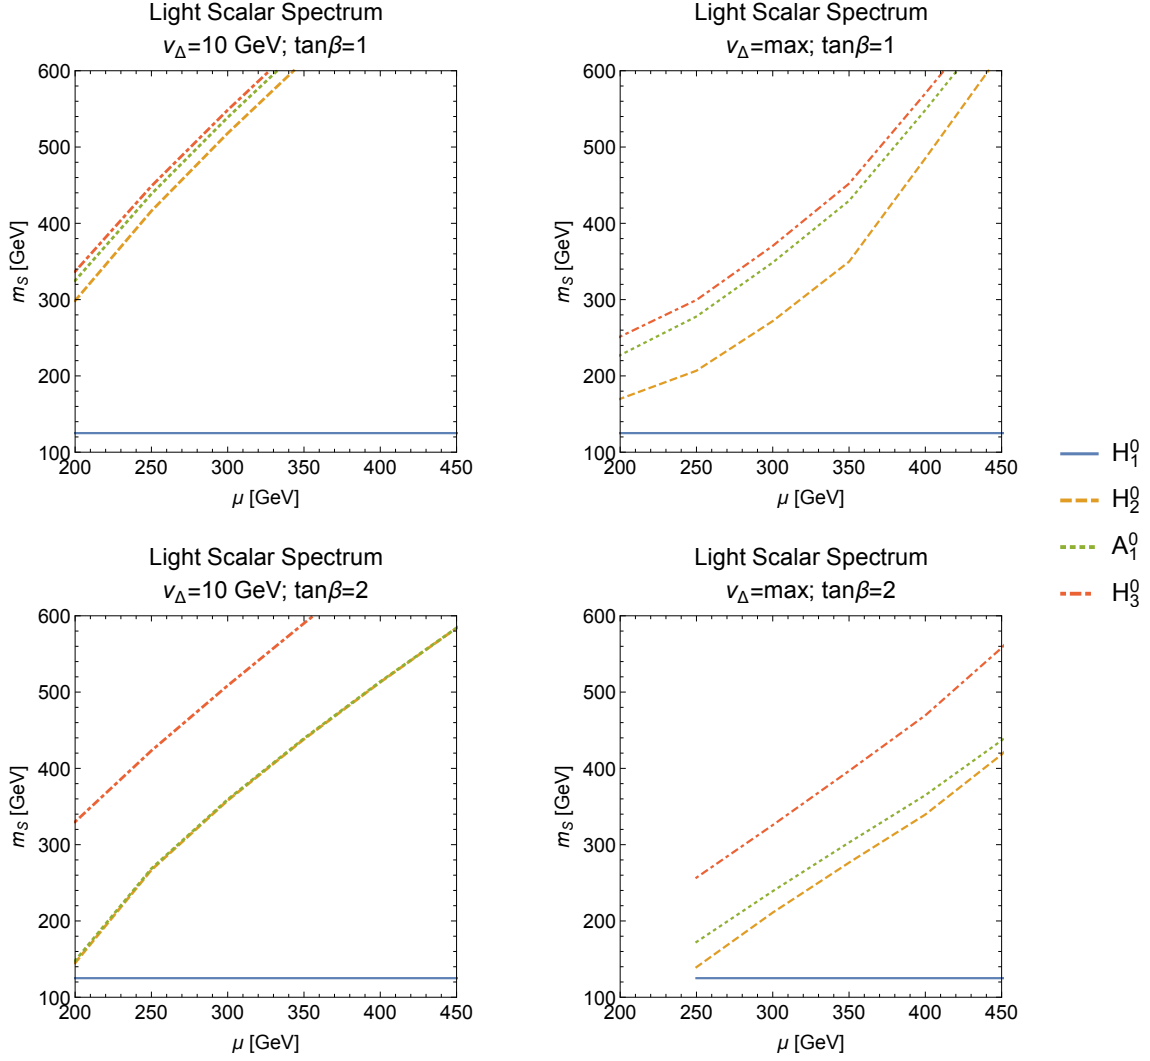 Light Scalar Spectrum
v_Δ=10 GeV; tanβ=1
600
500
400
300
200
100
m_S [GeV]
200 250 300 350 400 450
μ [GeV]
Light Scalar Spectrum
v_Δ=max; tanβ=1
600
500
400
300
200
100
m_S [GeV]
200 250 300 350 400 450
μ [GeV]
H_1^0
H_2^0
A_1^0
H_3^0
Light Scalar Spectrum
v_Δ=10 GeV; tanβ=2
600
500
400
300
200
100
m_S [GeV]
200 250 300 350 400 450
μ [GeV]
Light Scalar Spectrum
v_Δ=max; tanβ=2
600
500
400
300
200
100
m_S [GeV]
200 250 300 350 400 450
μ [GeV]